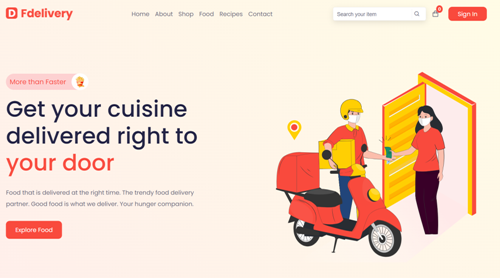 D Fdelivery
Home About Shop Food Recipes Contact
Search your item
0
Sign in
More than Faster
Get your cuisine
delivered right to
your door
Food that is delivered at the right time. The trendy food delivery
partner. Good food is what we deliver. Your hunger companion.
Explore Food